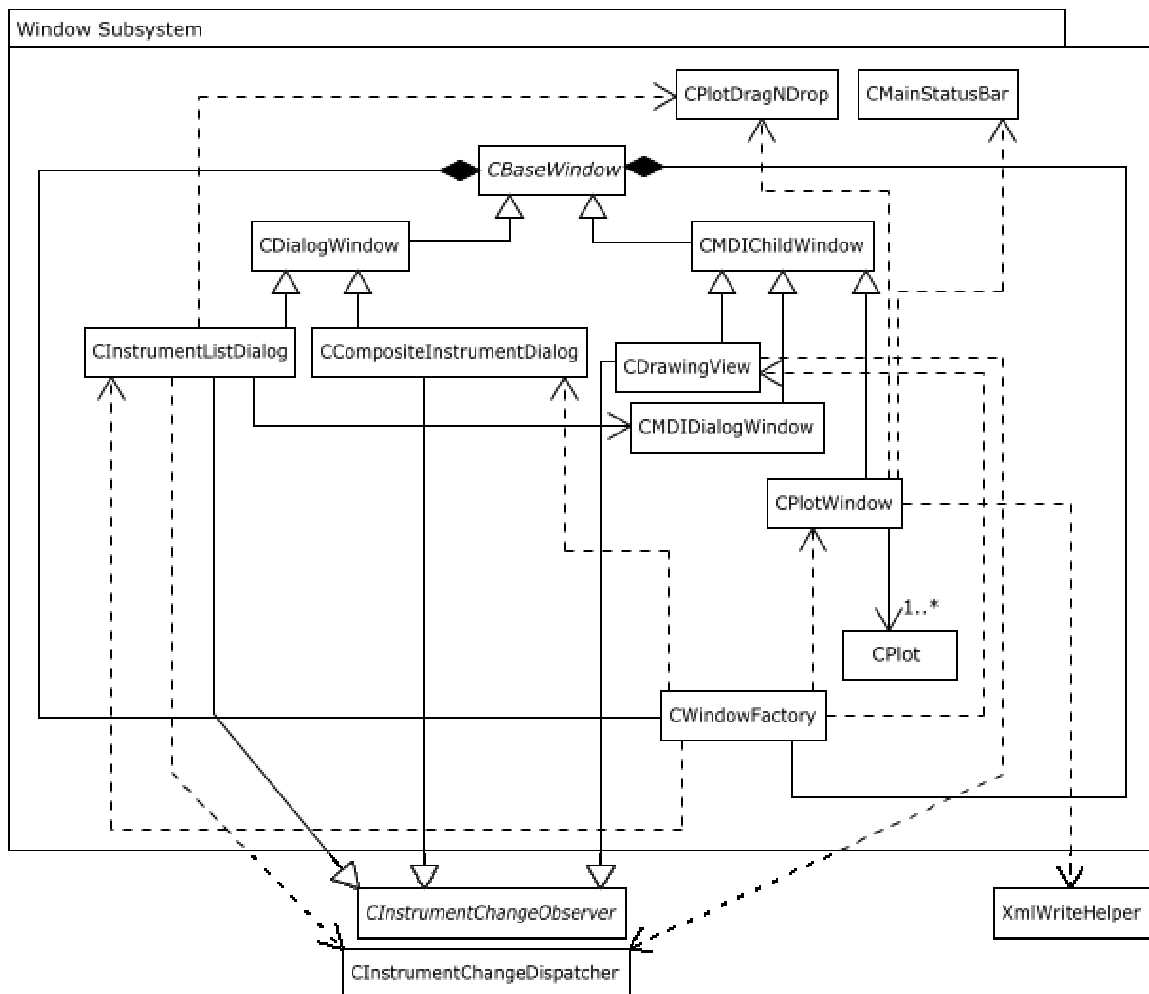 Window Subsystem
CPlotDragNDrop
CMainStatusBar
CBaseWindow
CDialogWindow
CMDIChildWindow
CInstrumentListDialog
CCompositeInstrumentDialog
CDrawingView
CMDIDialogWindow
CPlotWindow
1..*
CPlot
CWindowFactory
CInstrumentChangeObserver
XmlWriteHelper
CInstrumentChangeDispatcher